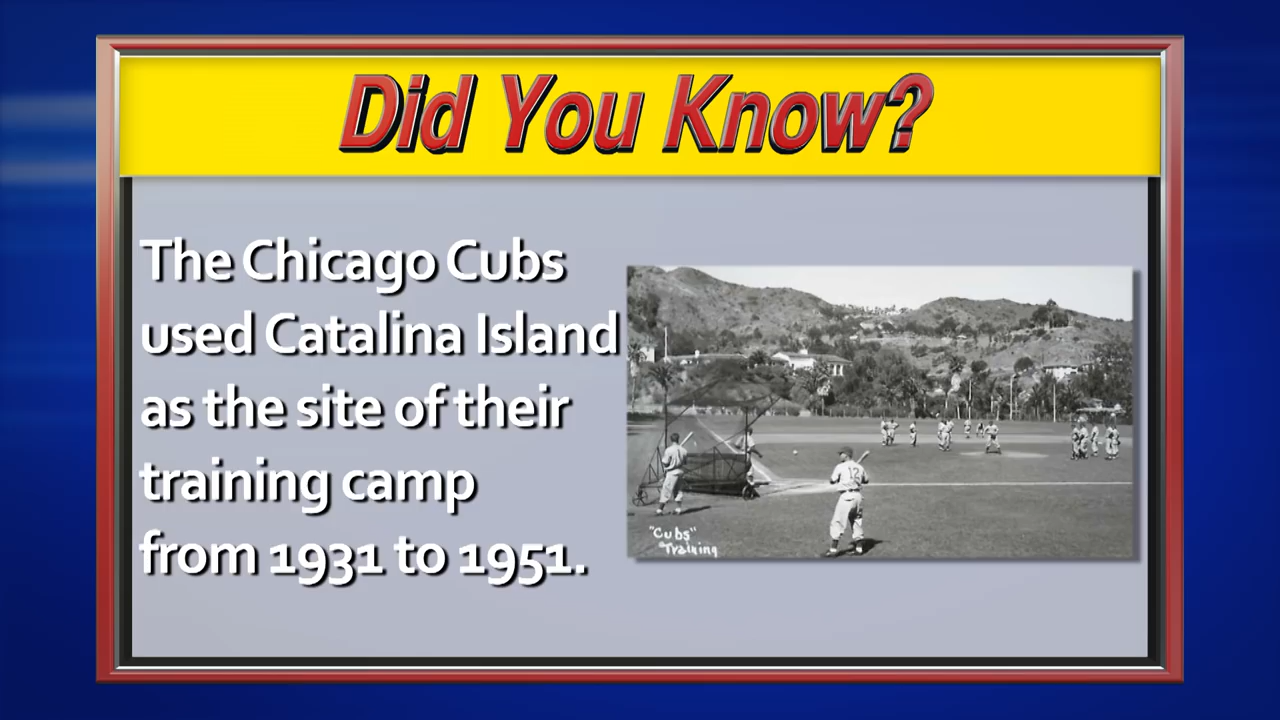 Did You Know?
The Chicago Cubs
used Catalina Island
as the site of their
training camp
from 1931 to 1951.
12
"Cubs"
Training